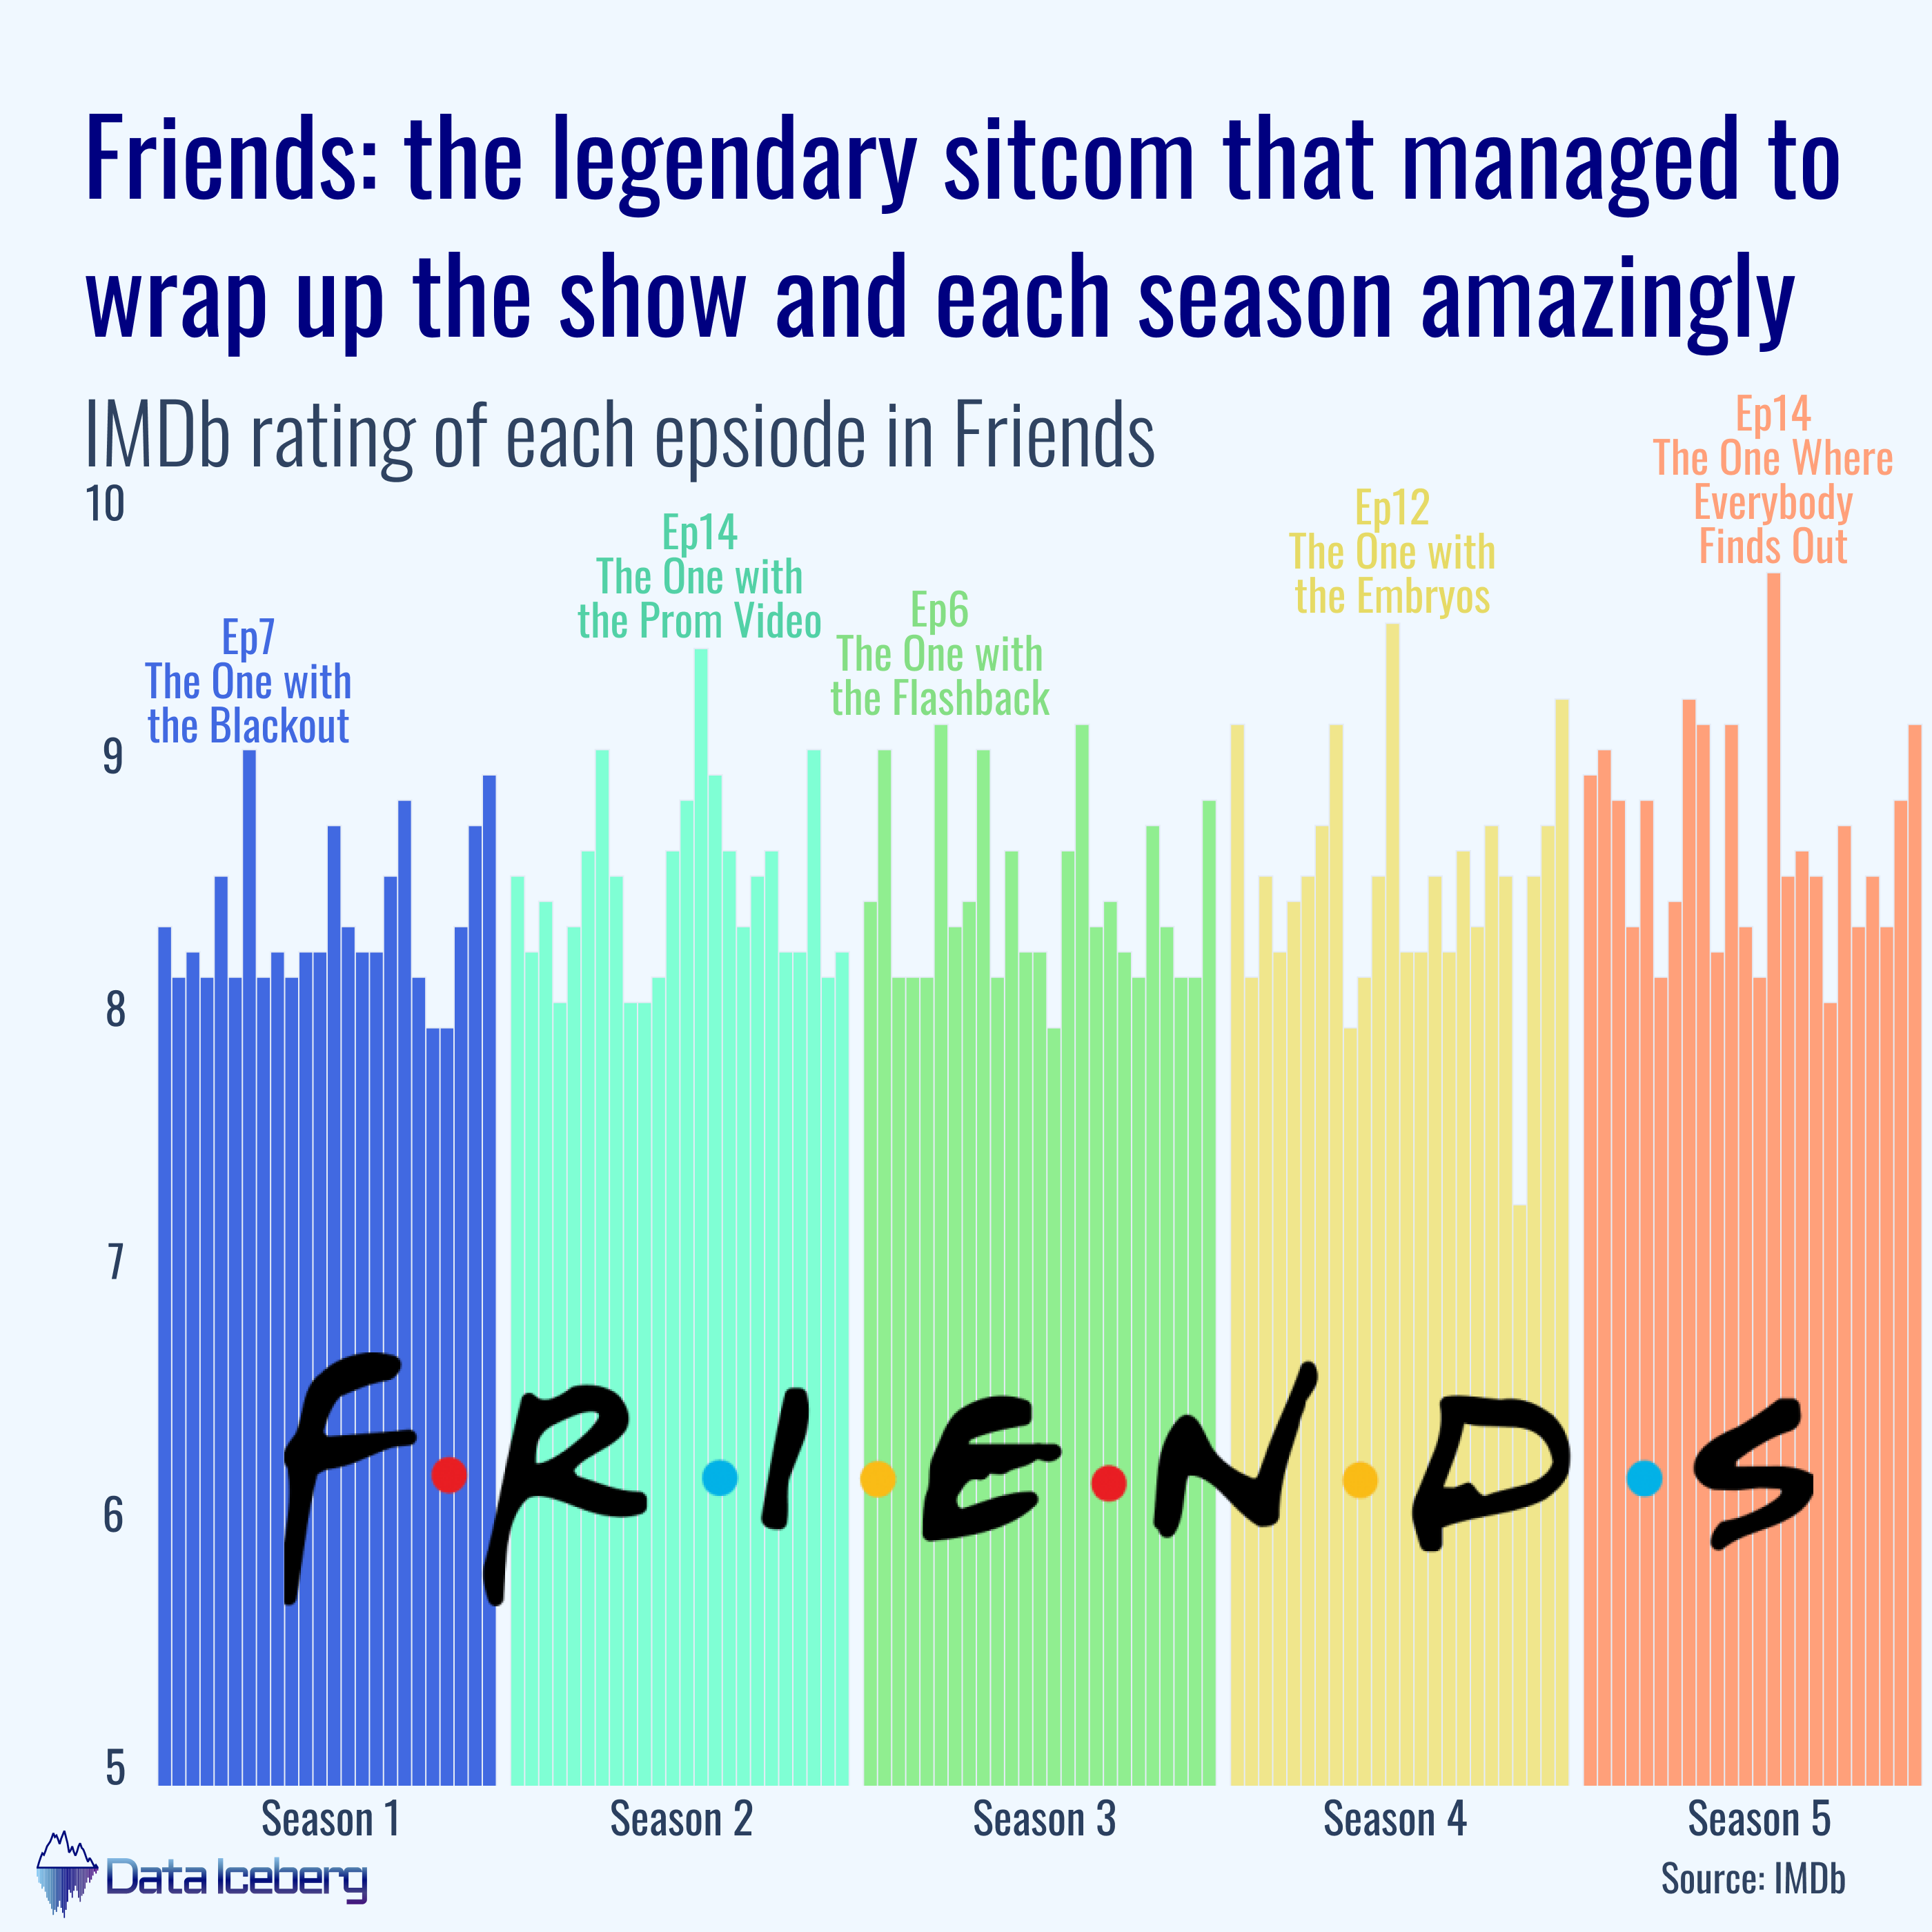 Friends: the legendary sitcom that managed to
wrap up the show and each season amazingly
IMDb rating of each epsiode in Friends
10
9
8
7
6
5
Ep7
The One with
the Blackout
Ep14
The One with
the Prom Video
Ep6
The One with
the Flashback
Ep12
The One with
the Embryos
Ep14
The One Where
Everybody
Finds Out
F•R•I•E•N•D•S
Season 1
Season 2
Season 3
Season 4
Season 5
Data Iceberg
Source: IMDb